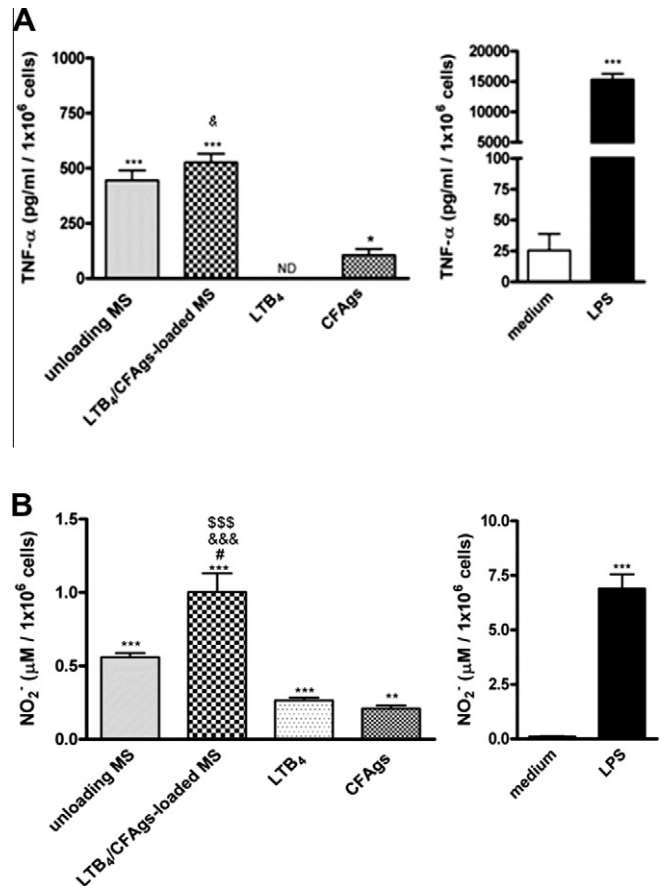 A
TNF-α (pg/ml / 1x10⁶ cells)
1000
750
500
250
0
***
&
***
ND
*
unloading MS
LTB₄/CFAgs-loaded MS
LTB₄
CFAgs
TNF-α (pg/ml / 1x10⁶ cells)
20000
15000
10000
5000
100
75
50
25
0
***
medium
LPS
B
NO₂⁻ (µM / 1x10⁶ cells)
1.5
1.0
0.5
0.0
***
$$$
&&&
#
***
***
**
unloading MS
LTB₄/CFAgs-loaded MS
LTB₄
CFAgs
NO₂⁻ (µM / 1x10⁶ cells)
10.0
7.5
5.0
2.5
0.0
***
medium
LPS